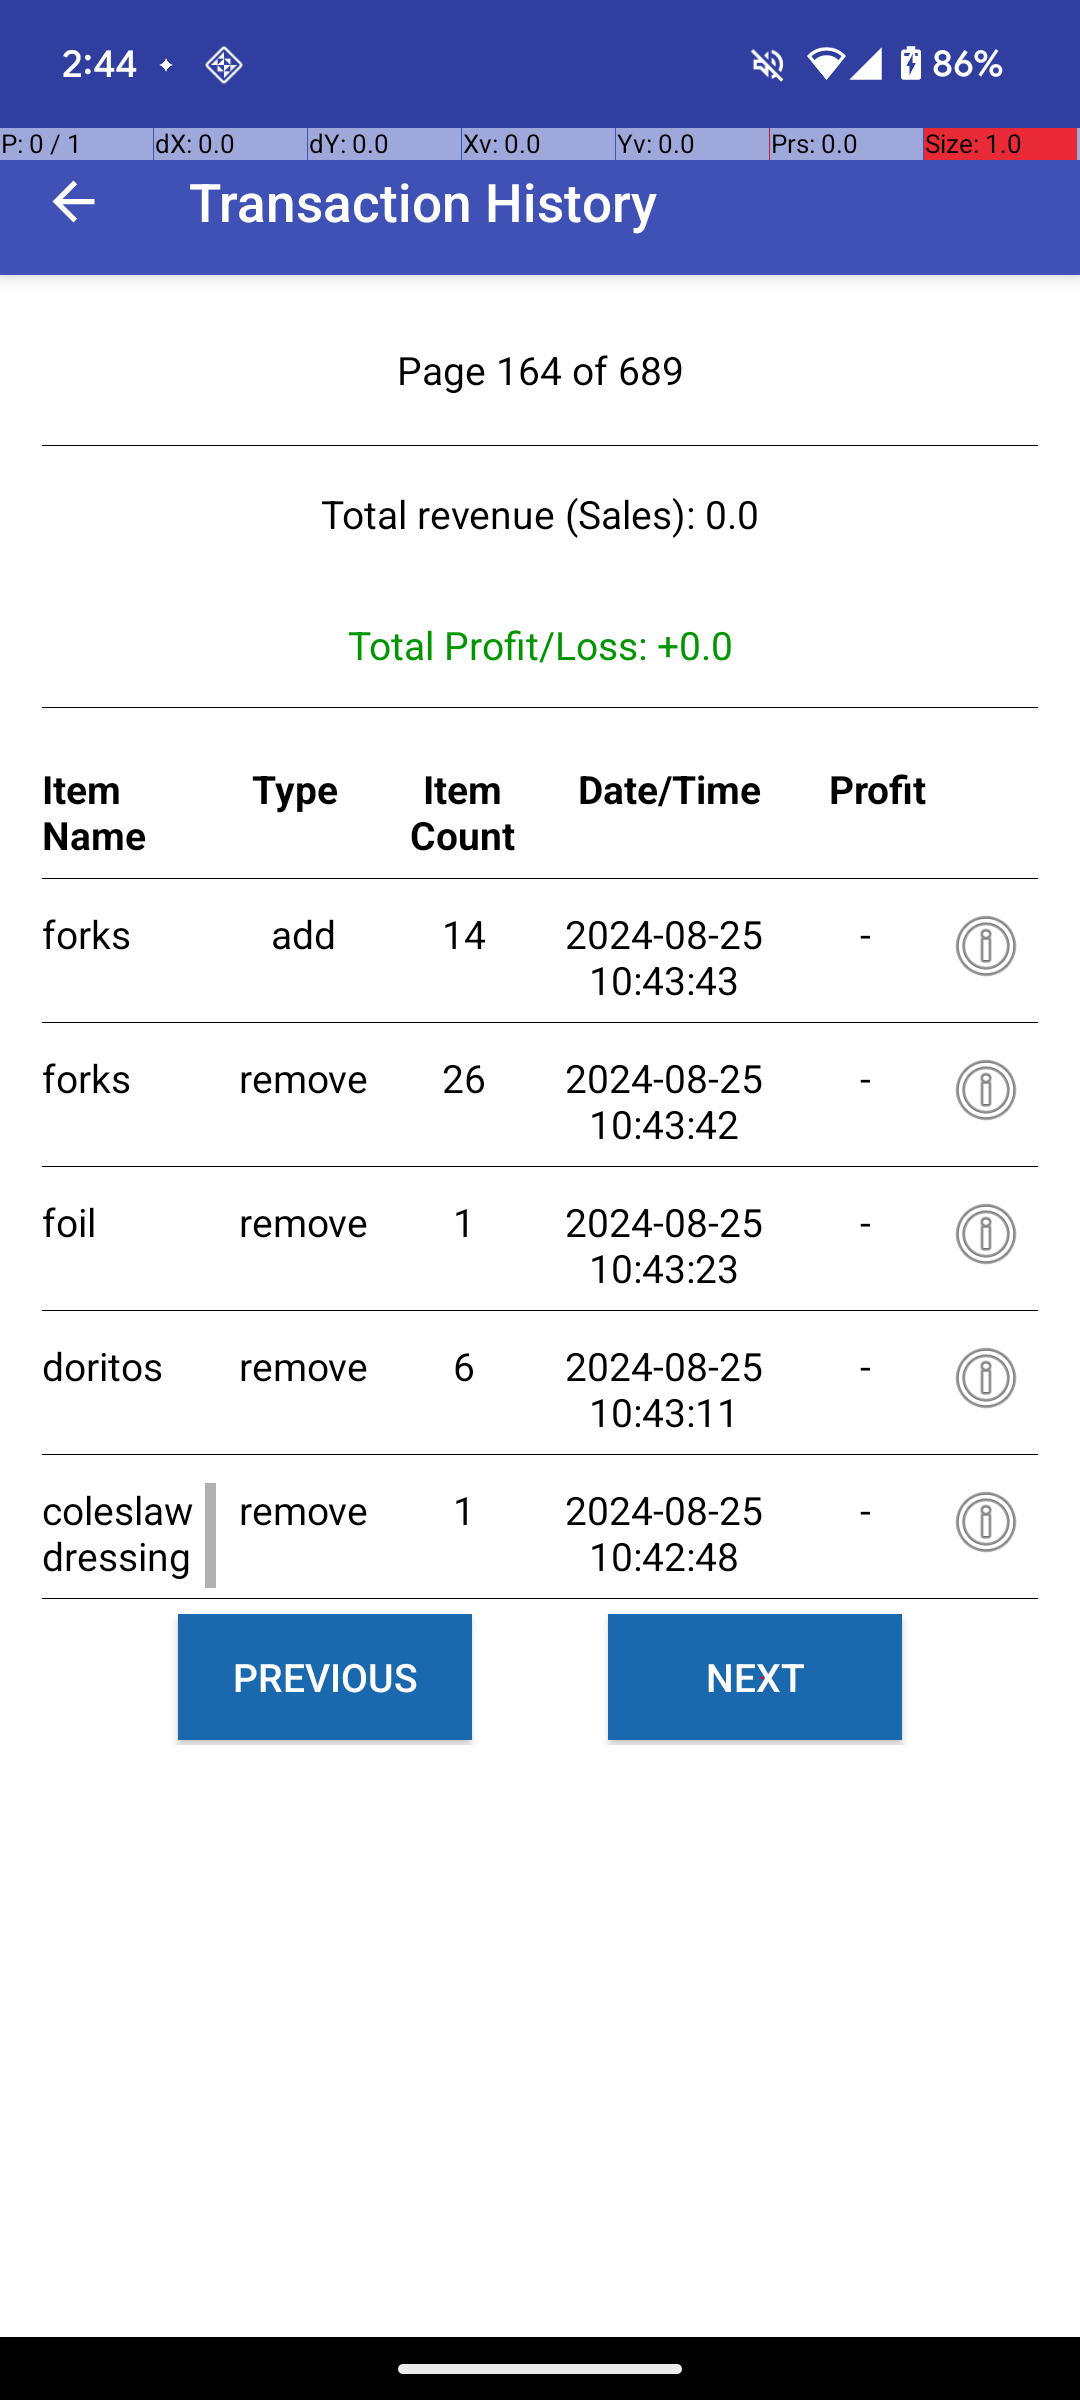 2:44
86%
P: 0 / 1 dX: 0.0 dY: 0.0 Xv: 0.0 Yv: 0.0 Prs: 0.0 Size: 1.0
Transaction History
Page 164 of 689
Total revenue (Sales): 0.0
Total Profit/Loss: +0.0
Item Name Type Item Count Date/Time Profit
forks add 14 2024-08-25 10:43:43 -
forks remove 26 2024-08-25 10:43:42 -
foil remove 1 2024-08-25 10:43:23 -
doritos remove 6 2024-08-25 10:43:11 -
coleslaw dressing remove 1 2024-08-25 10:42:48 -
PREVIOUS NEXT